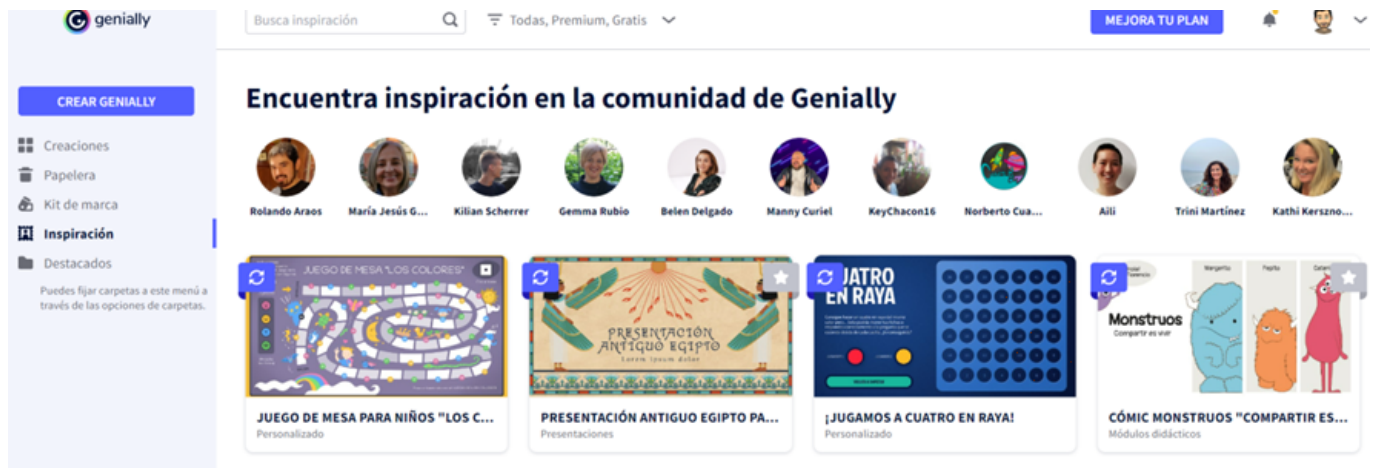 genially
Busca inspiración
Todas, Premium, Gratis
MEJORA TU PLAN
CREAR GENIALLY
Creaciones
Papelera
Kit de marca
Inspiración
Destacados
Puedes fijar carpetas a este menú a
través de las opciones de carpetas.
Encuentra inspiración en la comunidad de Genially
Rolando Araos
María Jesús G...
Kilian Scherrer
Gemma Rubio
Belen Delgado
Manny Curiel
KeyChacon16
Norberto Cua...
Aili
Trini Martínez
Kathi Kerszno...
JUEGO DE MESA "LOS COLORES"
PRESENTACIÓN
ANTIGUO EGIPTO
Lorem ipsum dolor
CUATRO
EN RAYA
Monstruos
Compartir es vivir
Margarita
Pepita
JUEGO DE MESA PARA NIÑOS "LOS C...
Personalizado
PRESENTACIÓN ANTIGUO EGIPTO PA...
Presentaciones
¡JUGAMOS A CUATRO EN RAYA!
Personalizado
CÓMIC MONSTRUOS "COMPARTIR ES...
Módulos didácticos